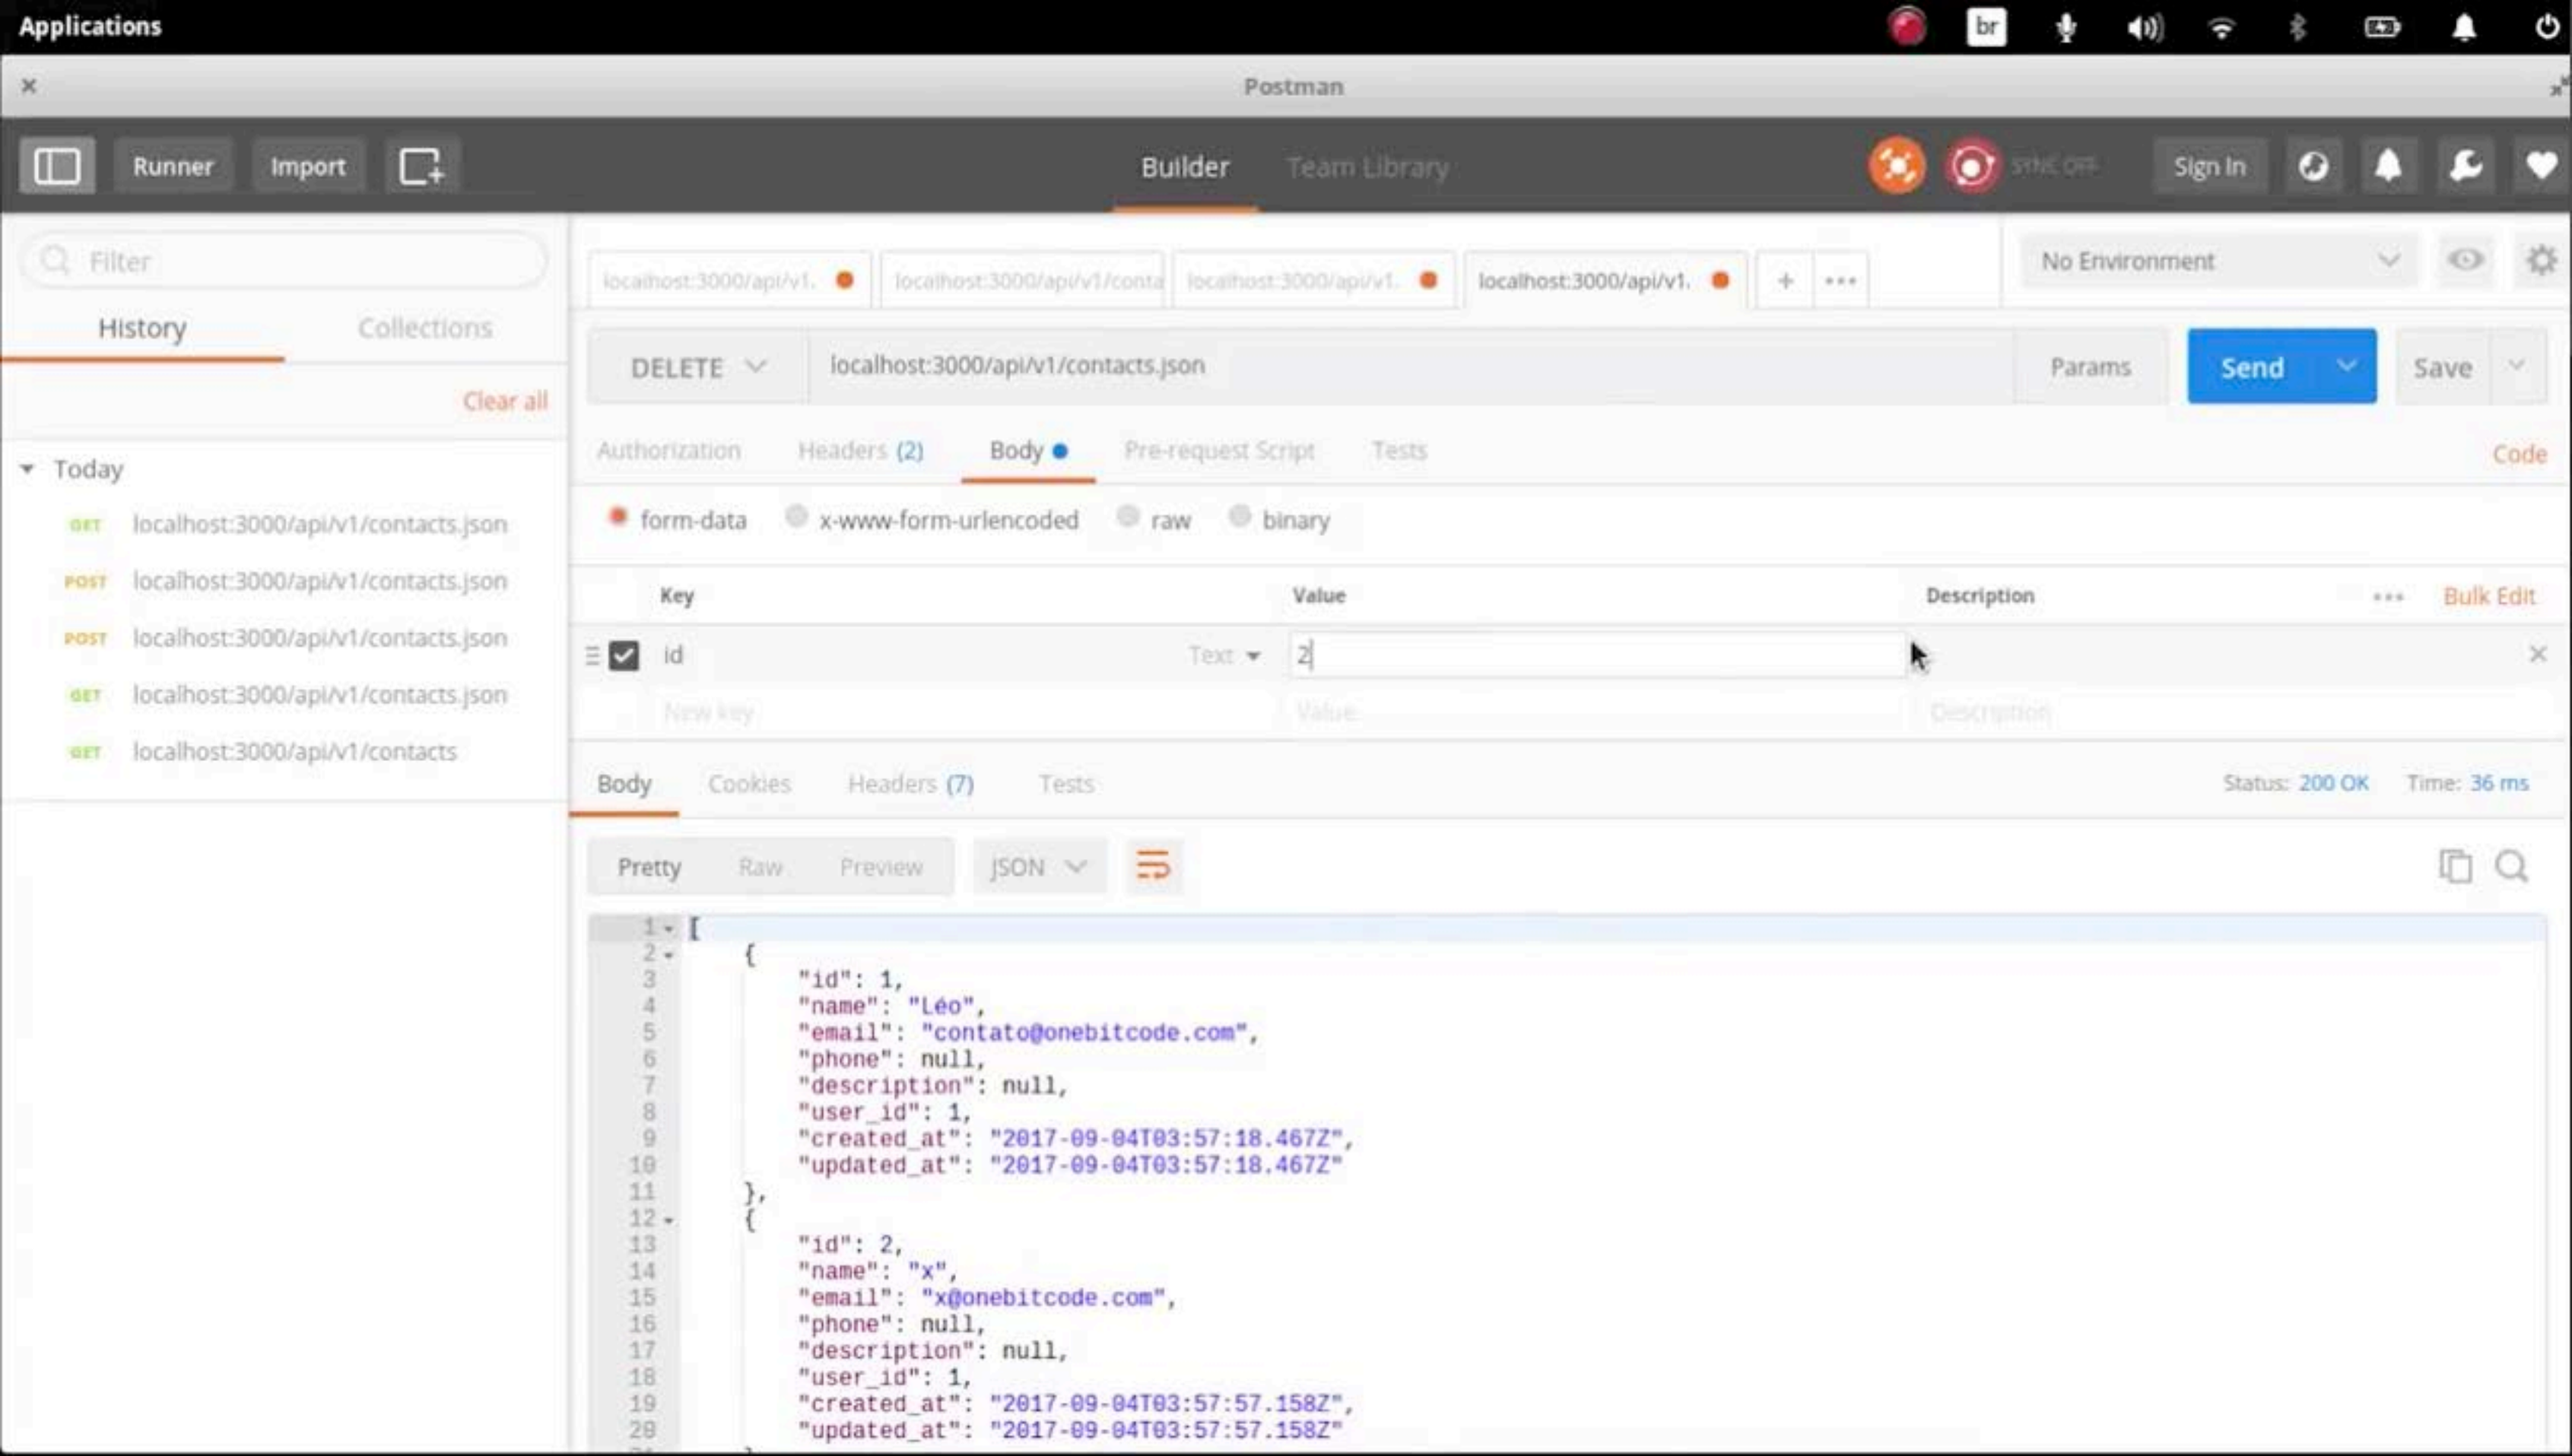 Applications
br
Postman
Runner Import Builder Team Library SYNC OFF Sign In
Filter
localhost:3000/api/v1. localhost:3000/api/v1/conta localhost:3000/api/v1. localhost:3000/api/v1. + ••• No Environment
History Collections
DELETE localhost:3000/api/v1/contacts.json Params Send Save
Clear all
Authorization Headers (2) Body Pre-request Script Tests Code
Today
form-data x-www-form-urlencoded raw binary
GET localhost:3000/api/v1/contacts.json
POST localhost:3000/api/v1/contacts.json
POST localhost:3000/api/v1/contacts.json
GET localhost:3000/api/v1/contacts.json
GET localhost:3000/api/v1/contacts
Key Value Description ••• Bulk Edit
id Text 2
New key Value Description
Body Cookies Headers (7) Tests Status: 200 OK Time: 36 ms
Pretty Raw Preview JSON
1 [
2 {
3 "id": 1,
4 "name": "Léo",
5 "email": "contato@onebitcode.com",
6 "phone": null,
7 "description": null,
8 "user_id": 1,
9 "created_at": "2017-09-04T03:57:18.467Z",
10 "updated_at": "2017-09-04T03:57:18.467Z"
11 },
12 {
13 "id": 2,
14 "name": "x",
15 "email": "x@onebitcode.com",
16 "phone": null,
17 "description": null,
18 "user_id": 1,
19 "created_at": "2017-09-04T03:57:57.158Z",
20 "updated_at": "2017-09-04T03:57:57.158Z"